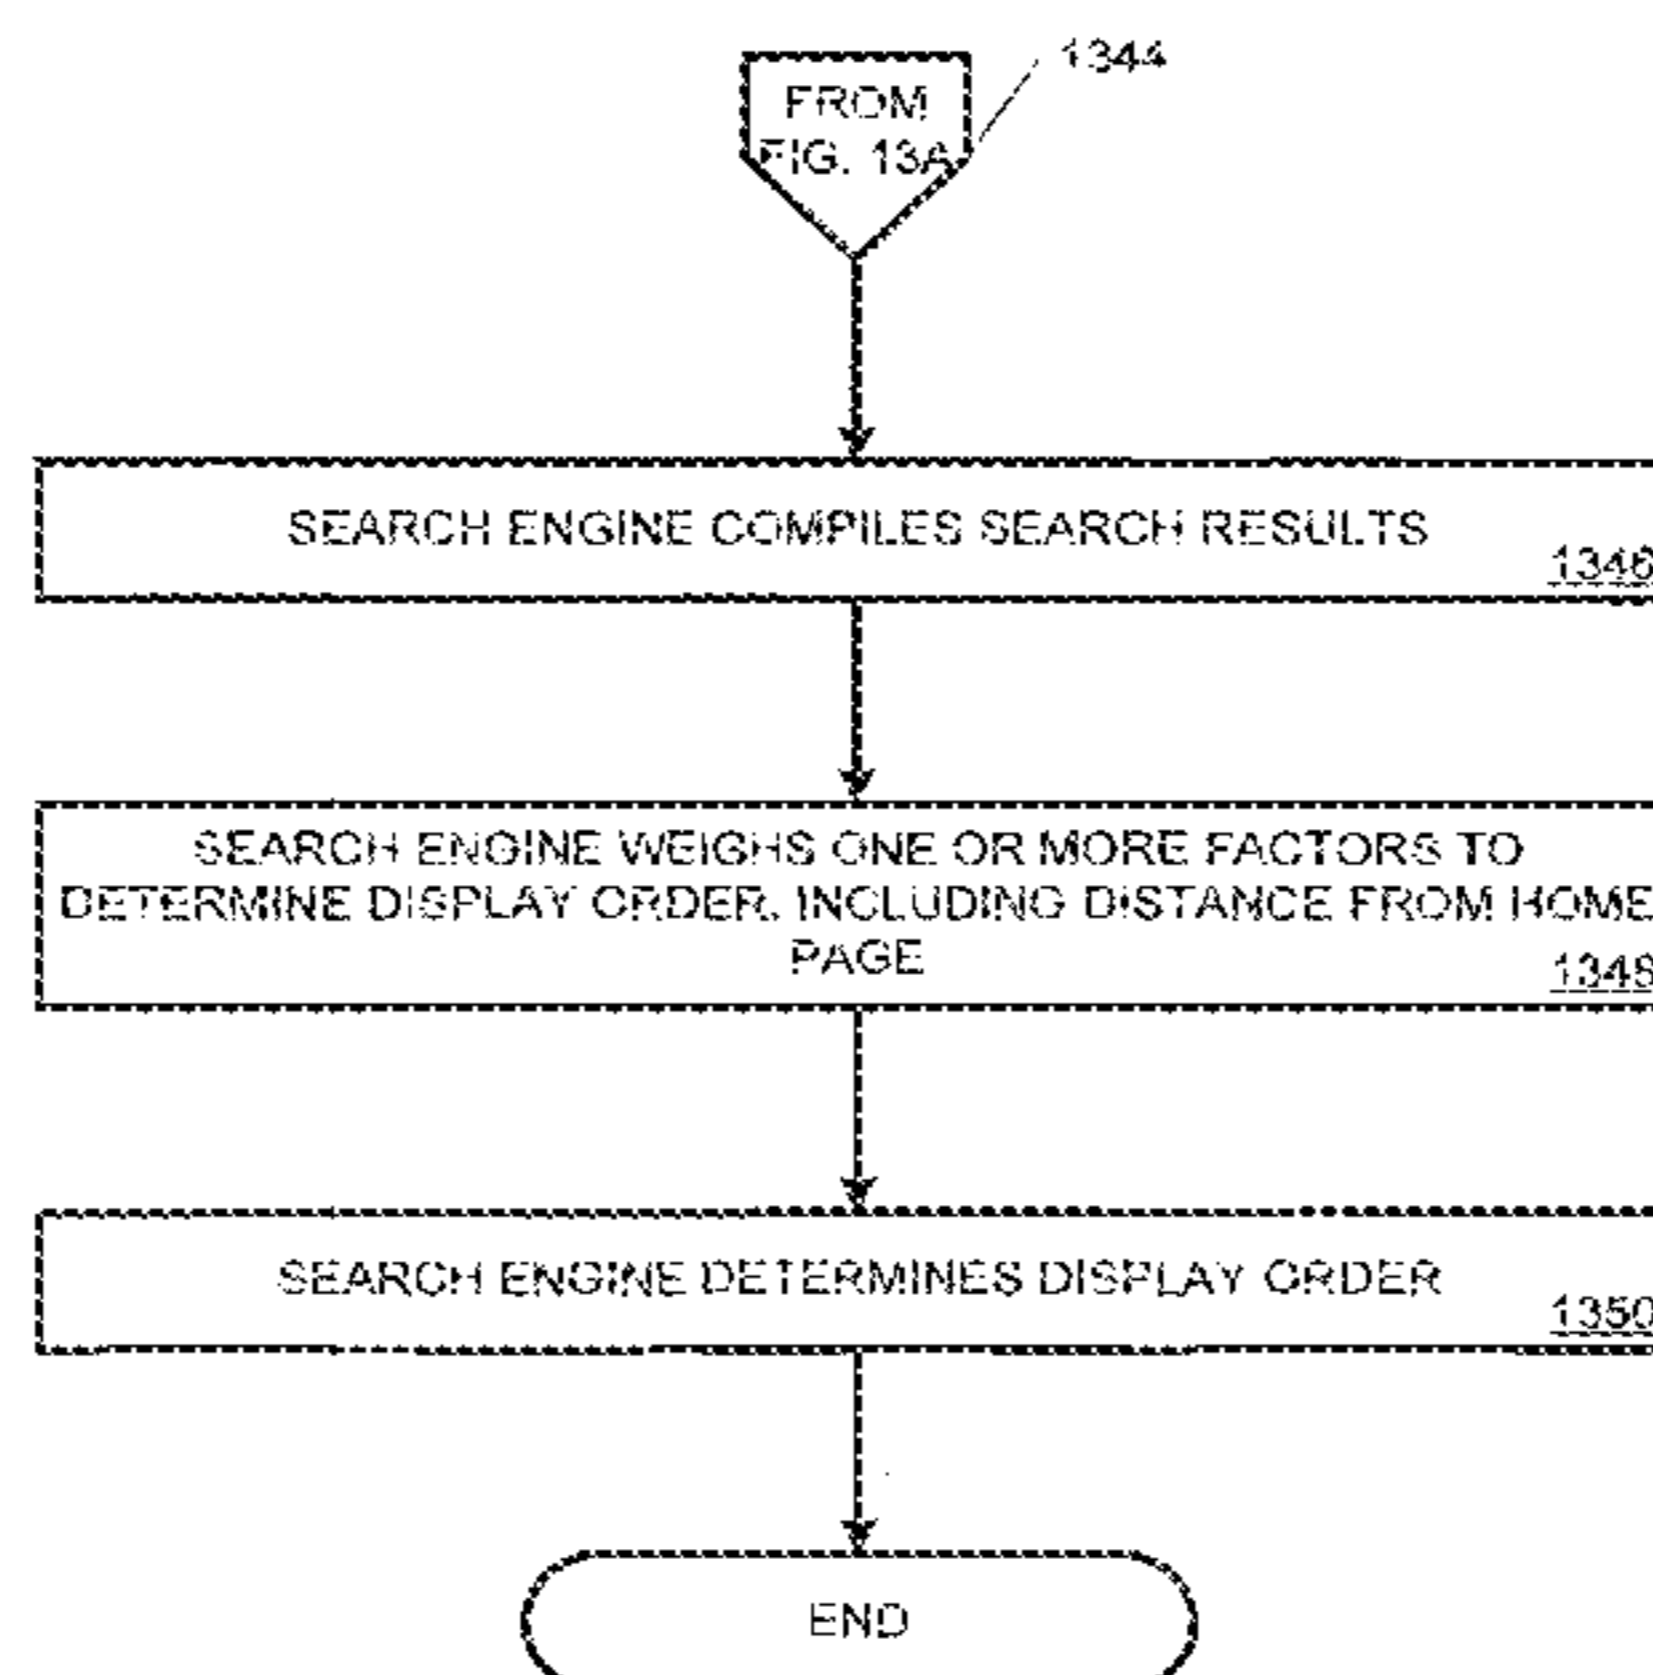 1344
FROM
FIG. 13A
SEARCH ENGINE COMPILES SEARCH RESULTS
1346
SEARCH ENGINE WEIGHS ONE OR MORE FACTORS TO
DETERMINE DISPLAY ORDER, INCLUDING DISTANCE FROM HOME
PAGE
1348
SEARCH ENGINE DETERMINES DISPLAY ORDER
1350
END